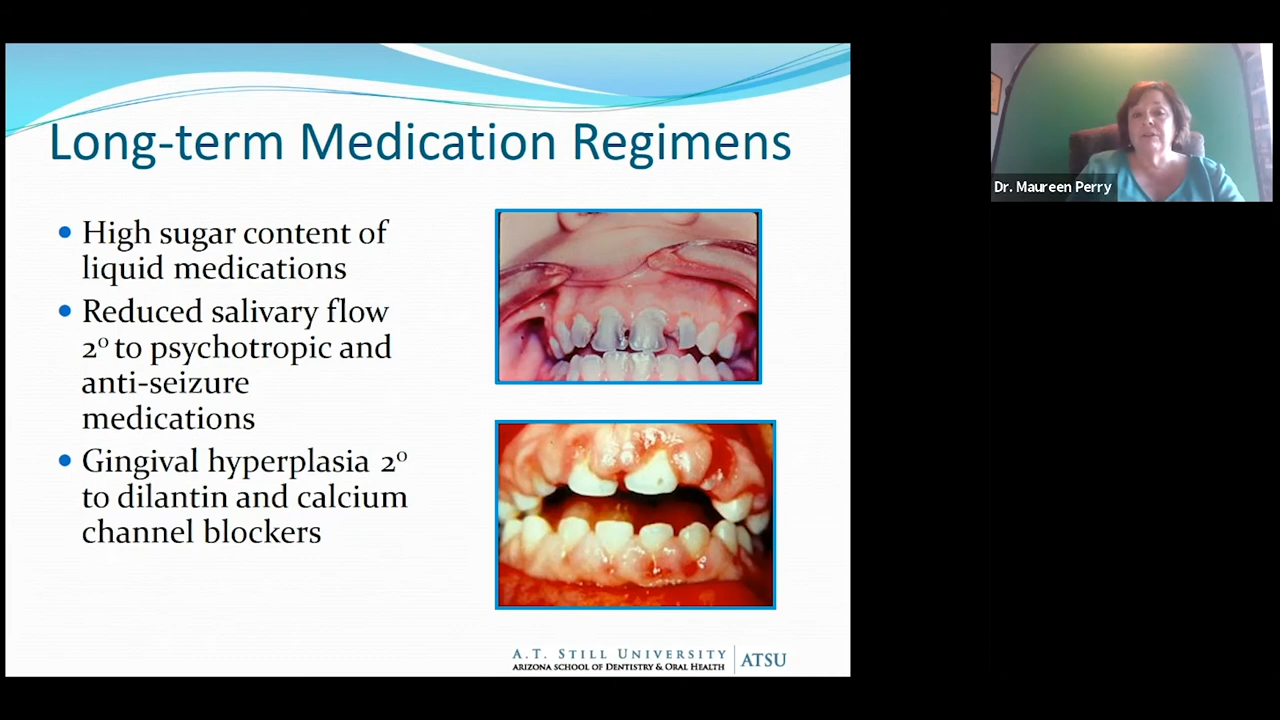 Long-term Medication Regimens
• High sugar content of
liquid medications
• Reduced salivary flow
2º to psychotropic and
anti-seizure
medications
• Gingival hyperplasia 2º
to dilantin and calcium
channel blockers
A.T. STILL UNIVERSITY
ARIZONA SCHOOL OF DENTISTRY & ORAL HEALTH
ATSU
Dr. Maureen Perry